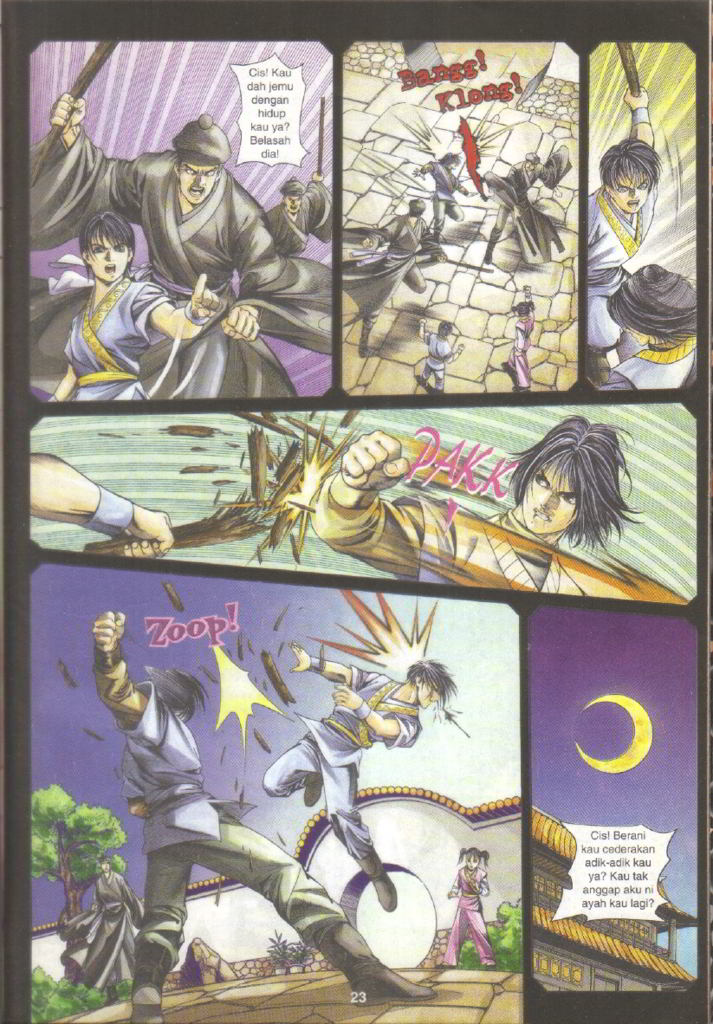 Cis! Kau
dah jemu
dengan
hidup
kau ya?
Belasah
dia!
Bangg!
Klong!
PAKK
Zoop!
Cis! Berani
kau cederakan
adik-adik kau
ya? Kau tak
anggap aku ni
ayah kau lagi?
23